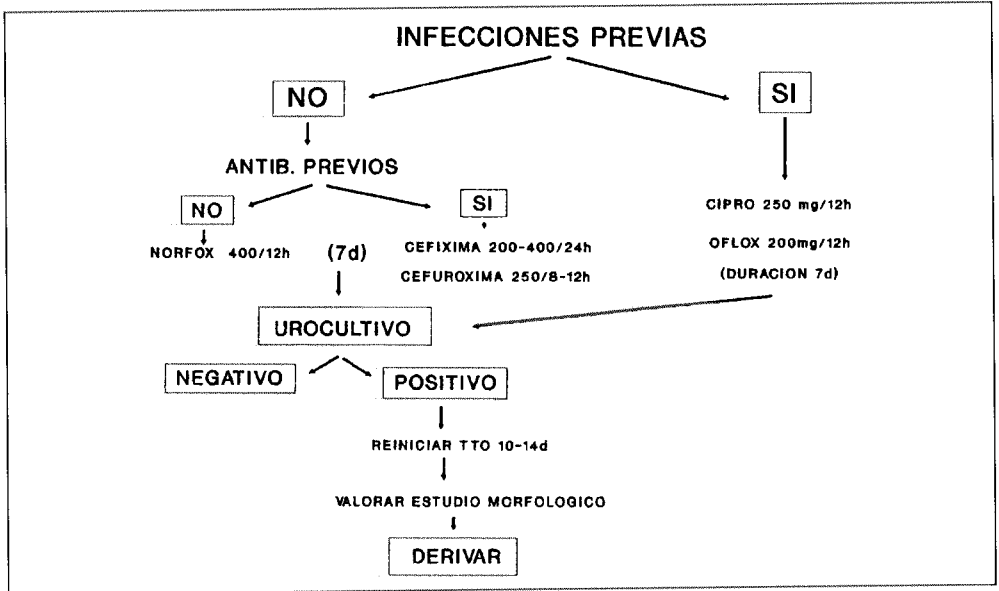 INFECCIONES PREVIAS
NO
SI
ANTIB. PREVIOS
NO
SI
NORFOX 400/12h
(7d)
CEFIXIMA 200-400/24h
CEFUROXIMA 250/8-12h
CIPRO 250 mg/12h
OFLOX 200mg/12h
(DURACION 7d)
UROCULTIVO
NEGATIVO
POSITIVO
REINICIAR TTO 10-14d
VALORAR ESTUDIO MORFOLOGICO
DERIVAR